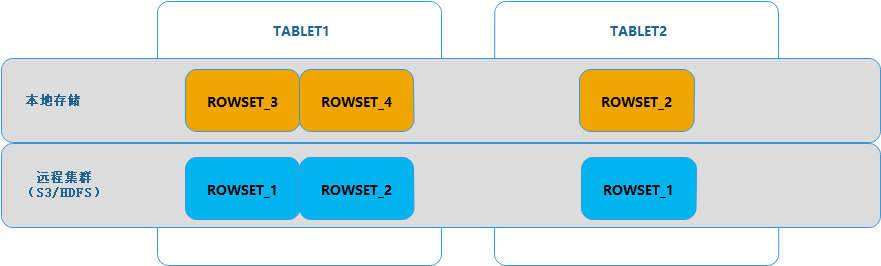 TABLET1
TABLET2
本地存储
ROWSET_3
ROWSET_4
ROWSET_2
远程集群
（S3/HDFS）
ROWSET_1
ROWSET_2
ROWSET_1